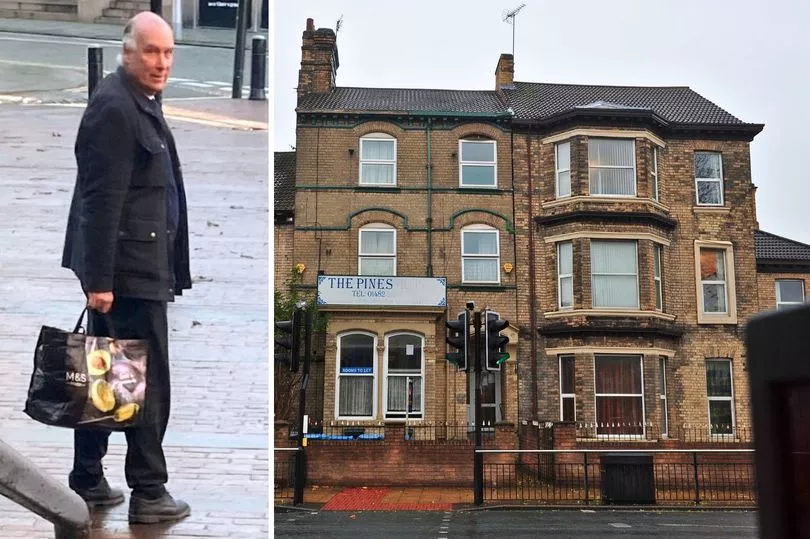 M&S
THE PINES
TEL: 01482
ROOMS TO LET